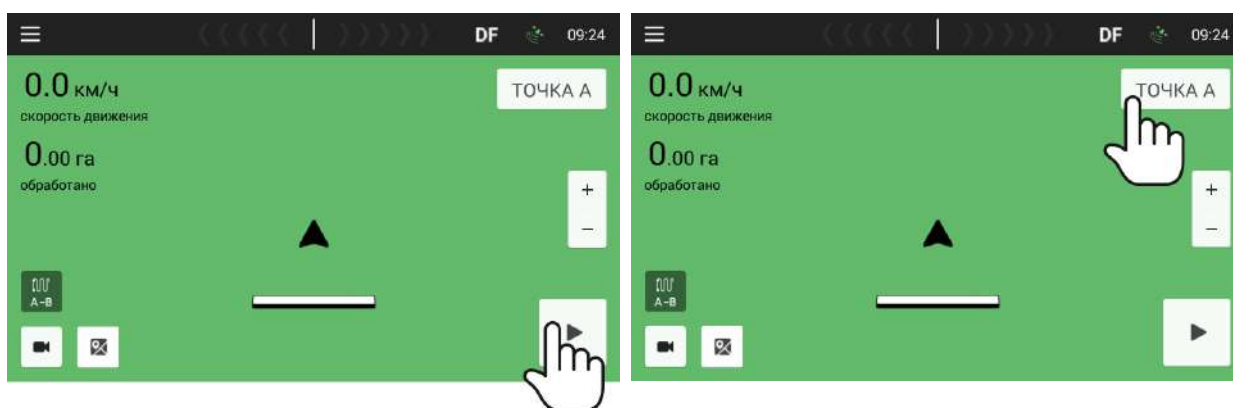 DF 09:24
0.0 км/ч
ТОЧКА А
скорость движения
0.00 га
обработано
+
−
A-B
DF 09:24
0.0 км/ч
ТОЧКА А
скорость движения
0.00 га
обработано
+
−
A-B